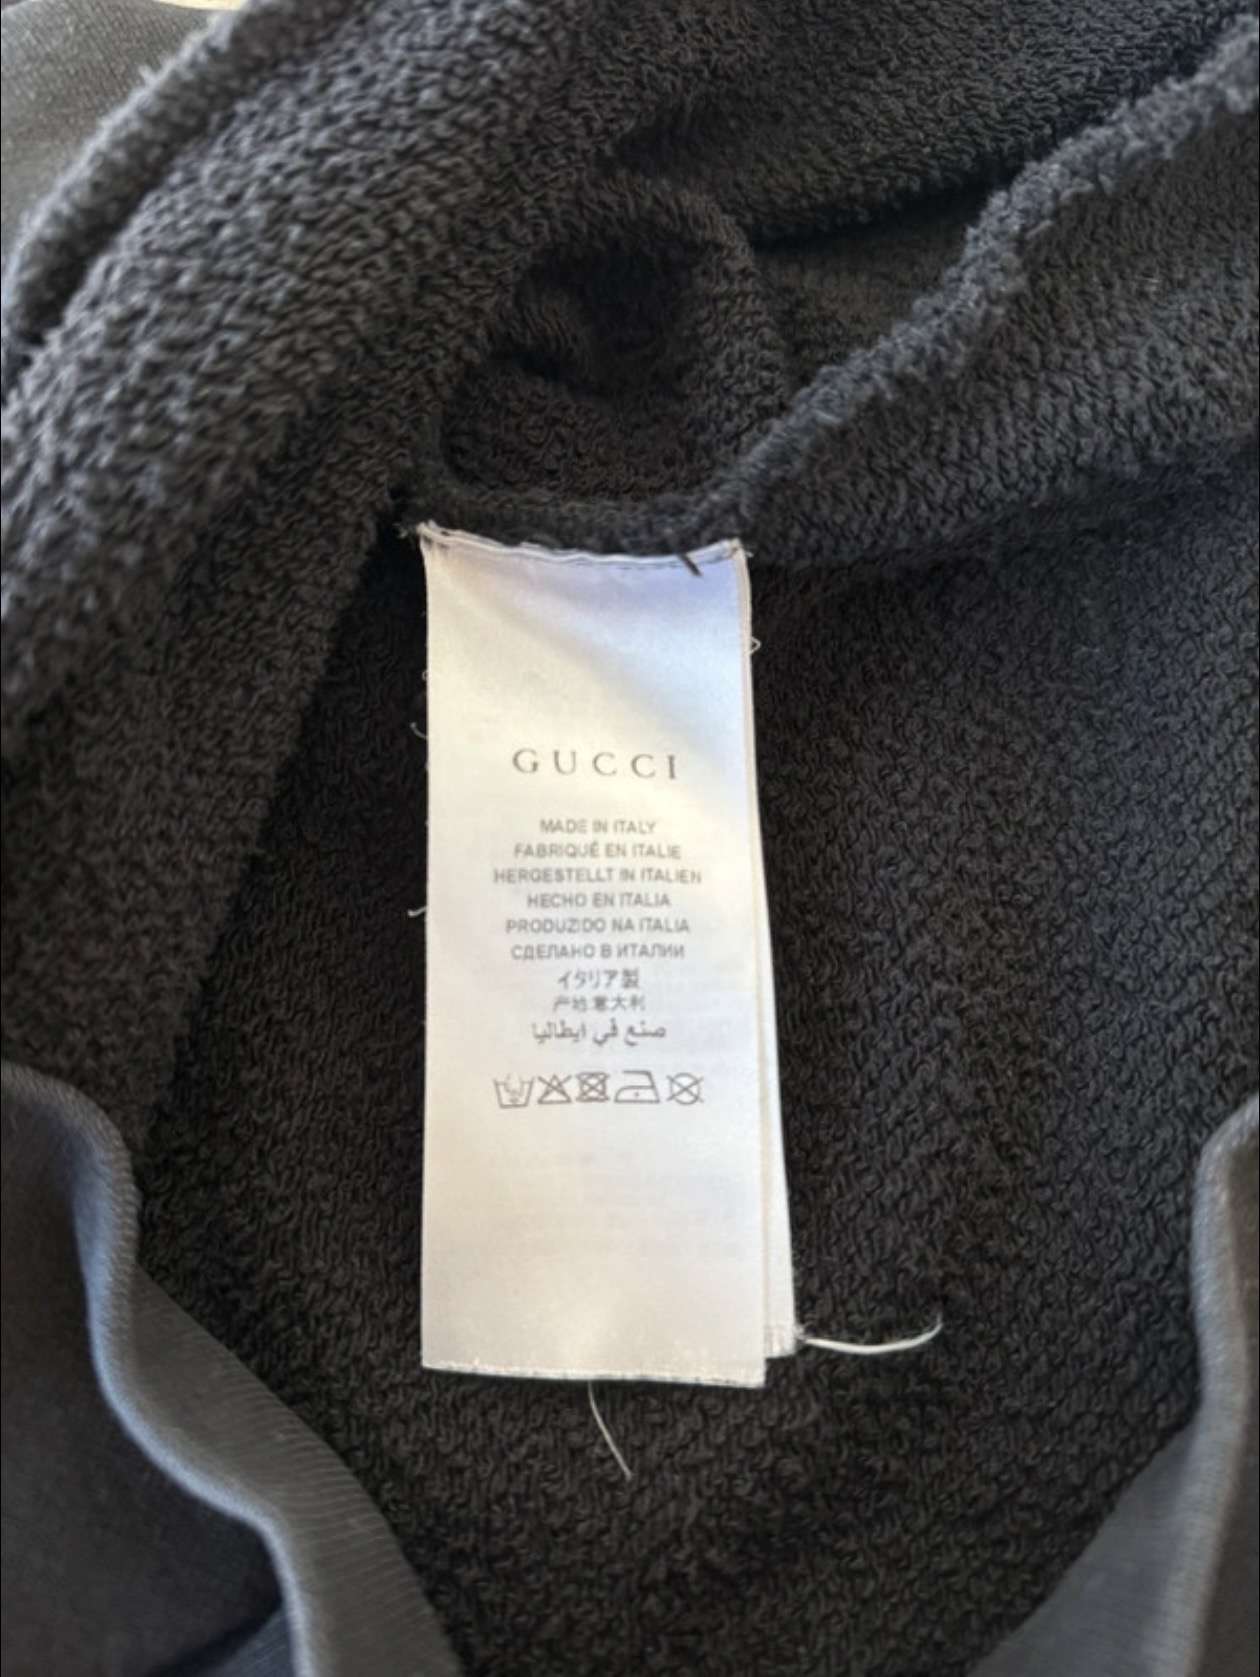 GUCCI
MADE IN ITALY
FABRIQUÉ EN ITALIE
HERGESTELLT IN ITALIEN
HECHO EN ITALIA
PRODUZIDO NA ITALIA
СДЕЛАНО В ИТАЛИИ
イタリア製
产地意大利
صنع في ايطاليا